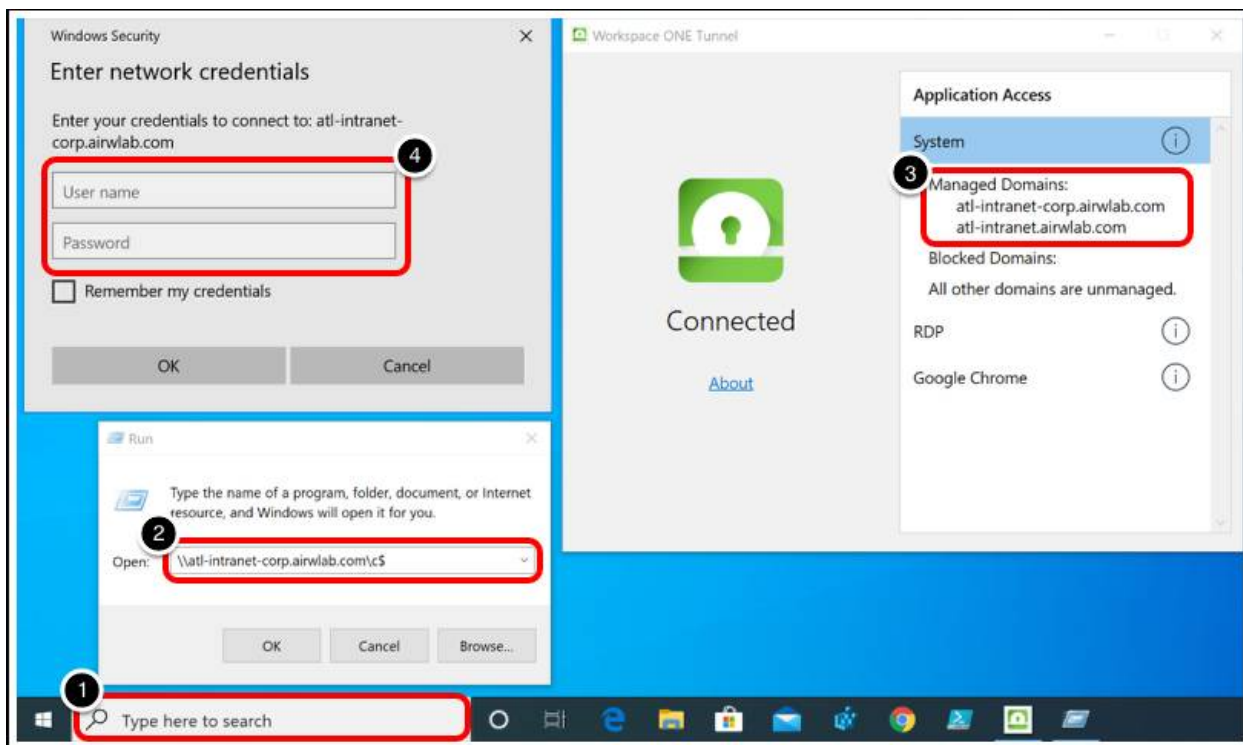 Windows Security
Enter network credentials
Enter your credentials to connect to: atl-intranet-
corp.airwlab.com
4
User name
Password
Remember my credentials
OK
Cancel
Workspace ONE Tunnel
Connected
About
Application Access
System
3
Managed Domains:
atl-intranet-corp.airwlab.com
atl-intranet.airwlab.com
Blocked Domains:
All other domains are unmanaged.
RDP
Google Chrome
Run
Type the name of a program, folder, document, or Internet
resource, and Windows will open it for you.
2
Open:
\\atl-intranet-corp.airwlab.com\c$
OK
Cancel
Browse...
1
Type here to search